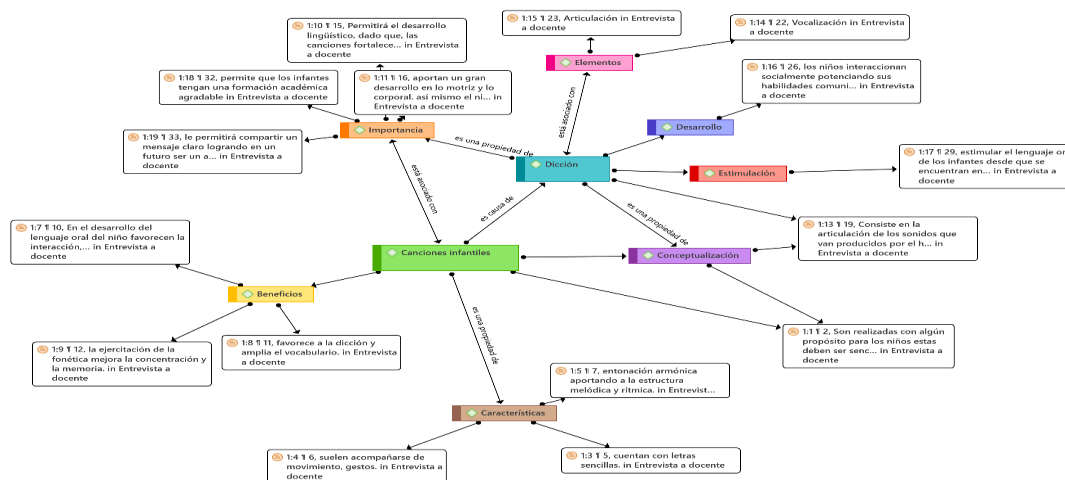 1:10 ¶ 15, Permitirá el desarrollo
lingüístico, dado que, las
canciones fortalece... in Entrevista
a docente
1:15 ¶ 23, Articulación in Entrevista
a docente
1:14 ¶ 22, Vocalización in Entrevista
a docente
Elementos
1:18 ¶ 32, permite que los infantes
tengan una formación académica
agradable in Entrevista a docente
1:11 ¶ 16, aportan un gran
desarrollo en lo motriz y lo
corporal. así mismo el ni... in
Entrevista a docente
1:16 ¶ 26, los niños interaccionan
socialmente potenciando sus
habilidades comuni... in Entrevista
a docente
está asociado con
Importancia
Desarrollo
1:19 ¶ 33, le permitirá compartir un
mensaje claro logrando en un
futuro ser un a... in Entrevista a
docente
es una propiedad de
Dicción
Estimulación
1:17 ¶ 29, estimular el lenguaje or
de los infantes desde que se
encuentran en... in Entrevista a
docente
está asociado con
es causa de
es una propiedad de
1:7 ¶ 10, En el desarrollo del
lenguaje oral del niño favorecen la
interacción,... in Entrevista a
docente
1:13 ¶ 19, Consiste en la
articulación de los sonidos que
van producidos por el h... in
Entrevista a docente
Canciones infantiles
Conceptualización
Beneficios
es una propiedad de
1:1 ¶ 2, Son realizadas con algún
propósito para los niños estas
deben ser senc... in Entrevista a
docente
1:9 ¶ 12, la ejercitación de la
fonética mejora la concentración y
la memoria. in Entrevista a
docente
1:8 ¶ 11, favorece a la dicción y
amplia el vocabulario. in Entrevista
a docente
1:5 ¶ 7, entonación armónica
aportando a la estructura
melódica y rítmica. in Entrevist...
Características
1:4 ¶ 6, suelen acompañarse de
movimiento, gestos. in Entrevista a
docente
1:3 ¶ 5, cuentan con letras
sencillas. in Entrevista a docente